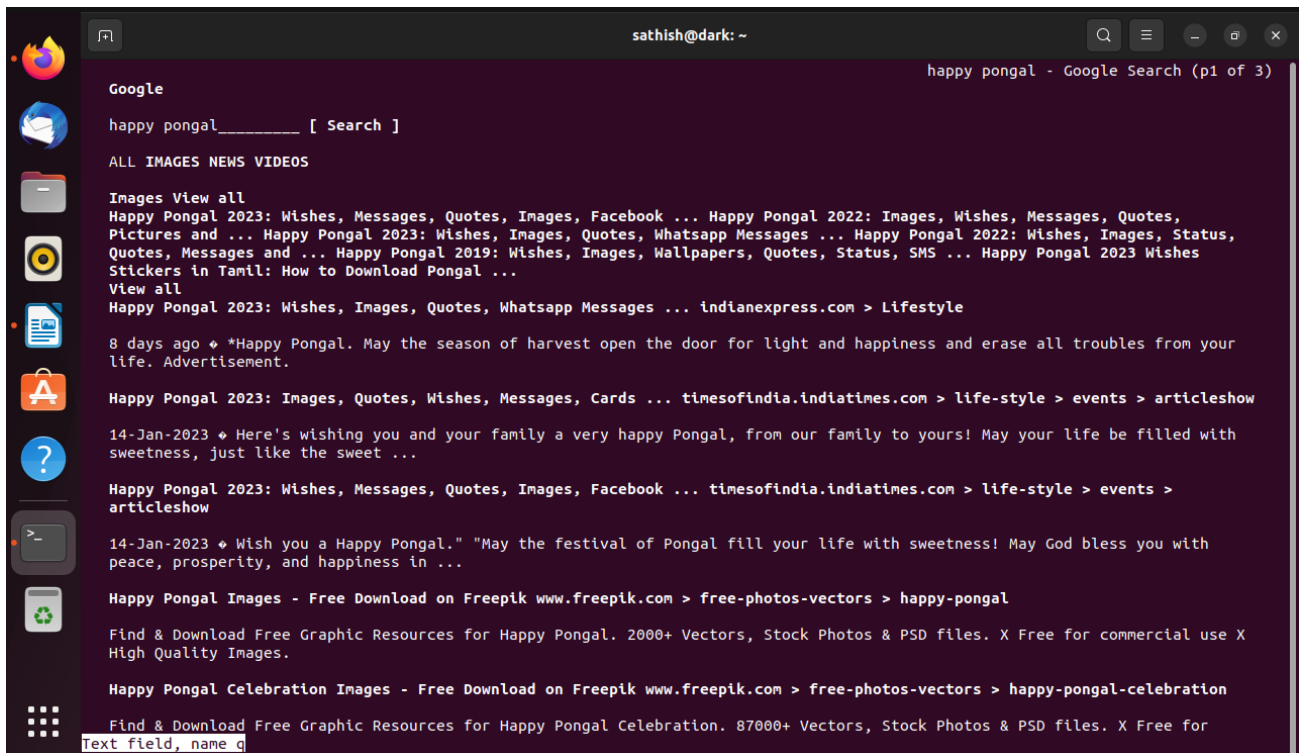 sathish@dark: ~
happy pongal - Google Search (p1 of 3)
Google
happy pongal_________ [ Search ]
ALL IMAGES NEWS VIDEOS
Images View all
Happy Pongal 2023: Wishes, Messages, Quotes, Images, Facebook ... Happy Pongal 2022: Images, Wishes, Messages, Quotes,
Pictures and ... Happy Pongal 2023: Wishes, Images, Quotes, Whatsapp Messages ... Happy Pongal 2022: Wishes, Images, Status,
Quotes, Messages and ... Happy Pongal 2019: Wishes, Images, Wallpapers, Quotes, Status, SMS ... Happy Pongal 2023 Wishes
Stickers in Tamil: How to Download Pongal ...
View all
Happy Pongal 2023: Wishes, Images, Quotes, Whatsapp Messages ... indianexpress.com > Lifestyle
8 days ago � *Happy Pongal. May the season of harvest open the door for light and happiness and erase all troubles from your
life. Advertisement.
Happy Pongal 2023: Images, Quotes, Wishes, Messages, Cards ... timesofindia.indiatimes.com > life-style > events > articleshow
14-Jan-2023 � Here's wishing you and your family a very happy Pongal, from our family to yours! May your life be filled with
sweetness, just like the sweet ...
Happy Pongal 2023: Wishes, Messages, Quotes, Images, Facebook ... timesofindia.indiatimes.com > life-style > events >
articleshow
14-Jan-2023 � Wish you a Happy Pongal." "May the festival of Pongal fill your life with sweetness! May God bless you with
peace, prosperity, and happiness in ...
Happy Pongal Images - Free Download on Freepik www.freepik.com > free-photos-vectors > happy-pongal
Find & Download Free Graphic Resources for Happy Pongal. 2000+ Vectors, Stock Photos & PSD files. X Free for commercial use X
High Quality Images.
Happy Pongal Celebration Images - Free Download on Freepik www.freepik.com > free-photos-vectors > happy-pongal-celebration
Find & Download Free Graphic Resources for Happy Pongal Celebration. 87000+ Vectors, Stock Photos & PSD files. X Free for
Text field, name q